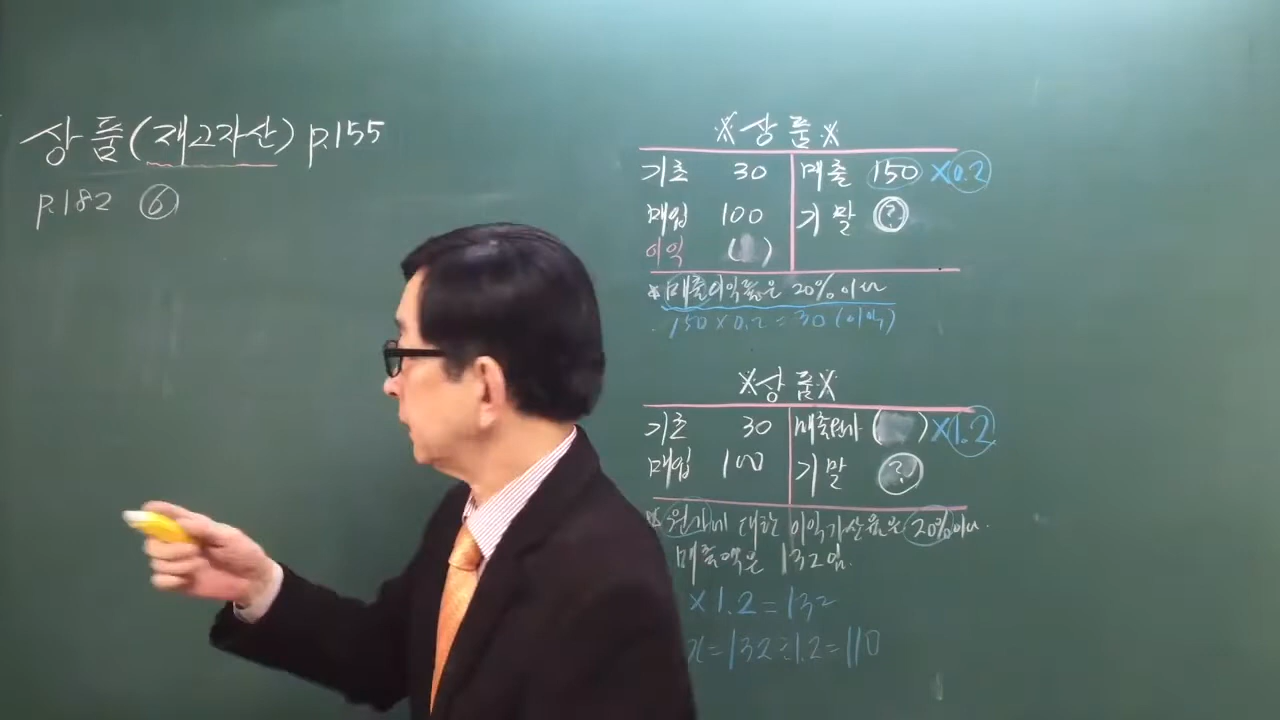 상품(재고자산) p.155
p.182 ⑥
※상품※
기초 30 매출 150 ×0.2
매입 100 기말 ?
이익 ( )
* 매출이익률은 20%이다
150×0.2=30(이익)
※상품※
기초 30 매출원가 ( ) ×1.2
매입 100 기말 ?
* 원가에 대한 이익가산율은 20%이다.
매출액은 132임.
× 1.2 = 132
x=132÷1.2=110